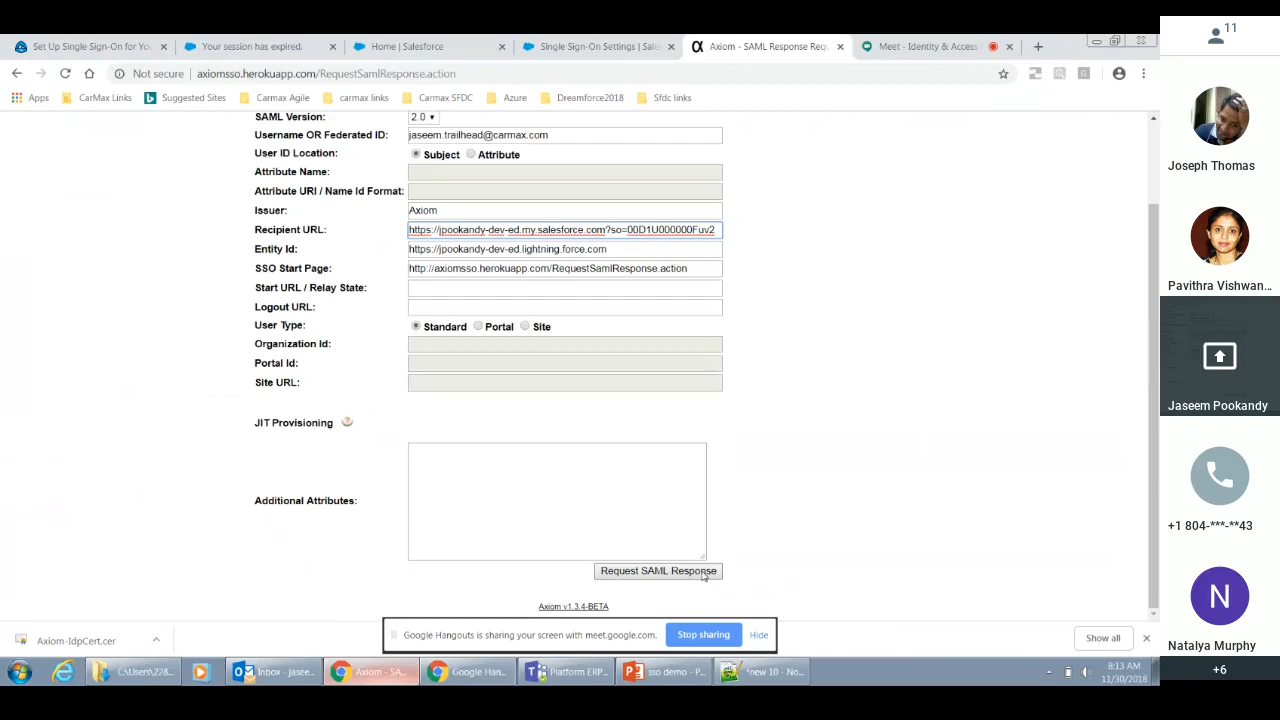 Set Up Single Sign-On for You
Your session has expired.
Home | Salesforce
Single Sign-On Settings | Sales
Axiom - SAML Response Requ
Meet - Identity & Access
Not secure
axiomsso.herokuapp.com/RequestSamlResponse.action
Apps
CarMax Links
Suggested Sites
Carmax Agile
carmax links
Carmax SFDC
Azure
Dreamforce2018
Sfdc links
SAML Version: 2.0
Username OR Federated ID: jaseem.trailhead@carmax.com
User ID Location: Subject Attribute
Attribute Name:
Attribute URI / Name Id Format:
Issuer: Axiom
Recipient URL: https://jpookandy-dev-ed.my.salesforce.com?so=00D1U000000Fuv2
Entity Id: https://jpookandy-dev-ed.lightning.force.com
SSO Start Page: http://axiomsso.herokuapp.com/RequestSamlResponse.action
Start URL / Relay State:
Logout URL:
User Type: Standard Portal Site
Organization Id:
Portal Id:
Site URL:
JIT Provisioning
Additional Attributes:
Request SAML Response
Axiom v1.3.4-BETA
Google Hangouts is sharing your screen with meet.google.com.
Stop sharing
Hide
Axiom-IdpCert.cer
Show all
C:\Users\228...
Inbox - jasee...
Axiom - SA...
Google Han...
Platform ERP...
sso demo - P...
*new 10 - No...
8:13 AM
11/30/2018
11
Joseph Thomas
Pavithra Vishwan...
Jaseem Pookandy
+1 804-***-**43
N
Natalya Murphy
+6